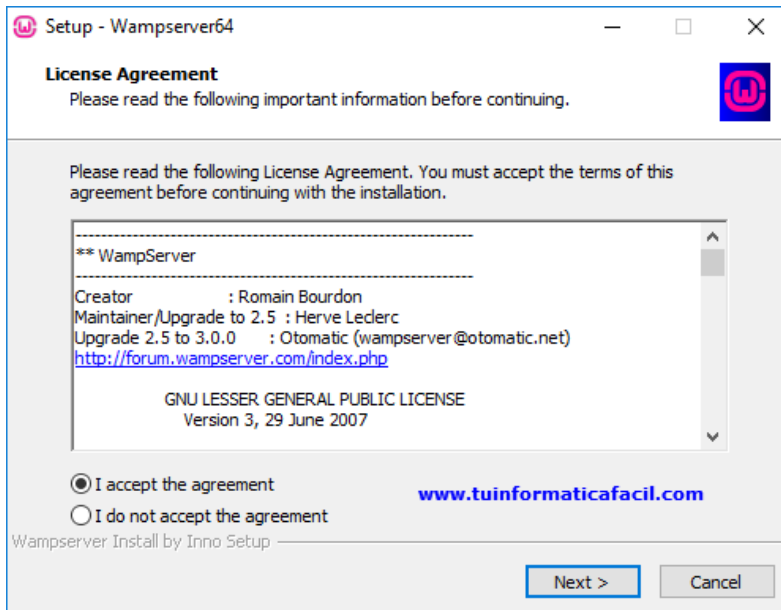 Setup - Wampserver64
License Agreement
Please read the following important information before continuing.
Please read the following License Agreement. You must accept the terms of this
agreement before continuing with the installation.
---------------------------------------------------------------
** WampServer
---------------------------------------------------------------
Creator : Romain Bourdon
Maintainer/Upgrade to 2.5 : Herve Leclerc
Upgrade 2.5 to 3.0.0 : Otomatic (wampserver@otomatic.net)
http://forum.wampserver.com/index.php
GNU LESSER GENERAL PUBLIC LICENSE
Version 3, 29 June 2007
I accept the agreement
www.tuinformaticafacil.com
I do not accept the agreement
Wampserver Install by Inno Setup
Next > Cancel